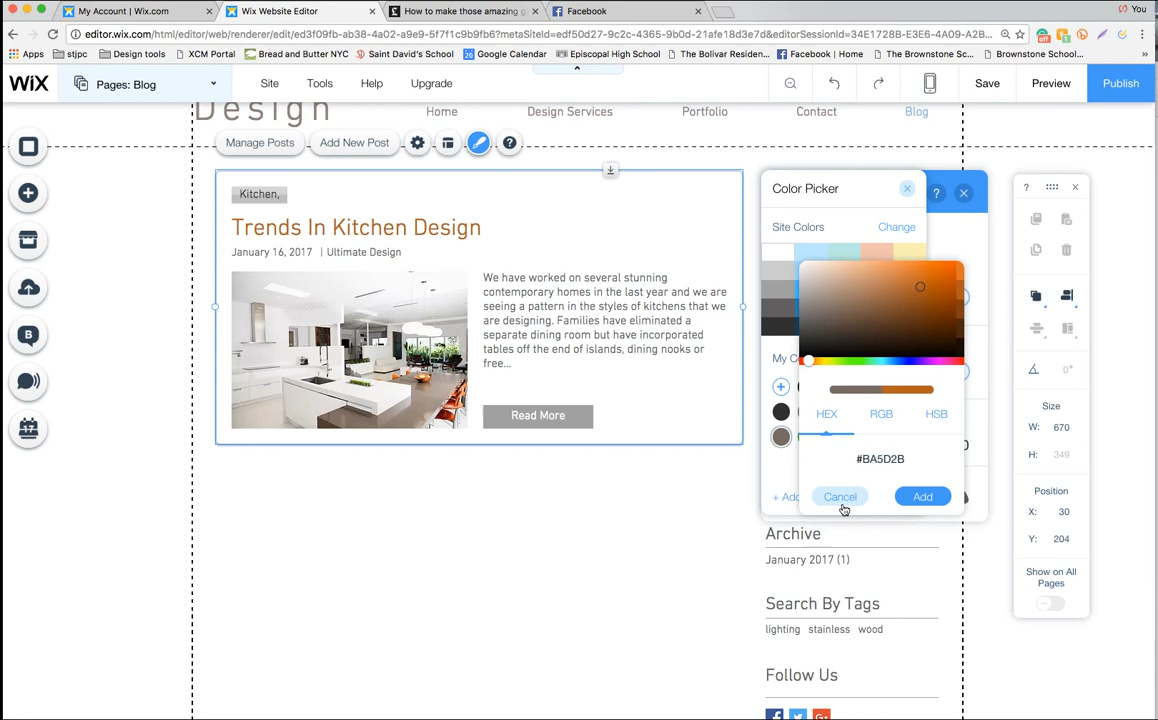 My Account | Wix.com
Wix Website Editor
How to make those amazing g
Facebook
You
editor.wix.com/html/editor/web/renderer/edit/ed3f09fb-ab38-4a02-a9e9-5f7f1c9b9fb6?metaSiteId=edf50d27-9c2c-4365-9b0d-21afe18d3e7d&editorSessionId=34E1728B-E3E6-4A09-A2B...
Apps
stjpc
Design tools
XCM Portal
Bread and Butter NYC
Saint David's School
Google Calendar
Episcopal High School
The Bolivar Residen...
Facebook | Home
The Brownstone Sc...
Brownstone School...
WiX
Pages: Blog
Site
Tools
Help
Upgrade
Save
Preview
Publish
Design
Home
Design Services
Portfolio
Contact
Blog
Manage Posts
Add New Post
Kitchen,
Trends In Kitchen Design
January 16, 2017 | Ultimate Design
We have worked on several stunning
contemporary homes in the last year and we are
seeing a pattern in the styles of kitchens that we
are designing. Families have eliminated a
separate dining room but have incorporated
tables off the end of islands, dining nooks or
free...
Read More
Color Picker
Site Colors
Change
My Co
HEX
RGB
HSB
#BA5D2B
+ Add
Cancel
Add
Archive
January 2017 (1)
Search By Tags
lighting stainless wood
Follow Us
0°
Size
W: 670
H: 349
Position
X: 30
Y: 204
Show on All
Pages